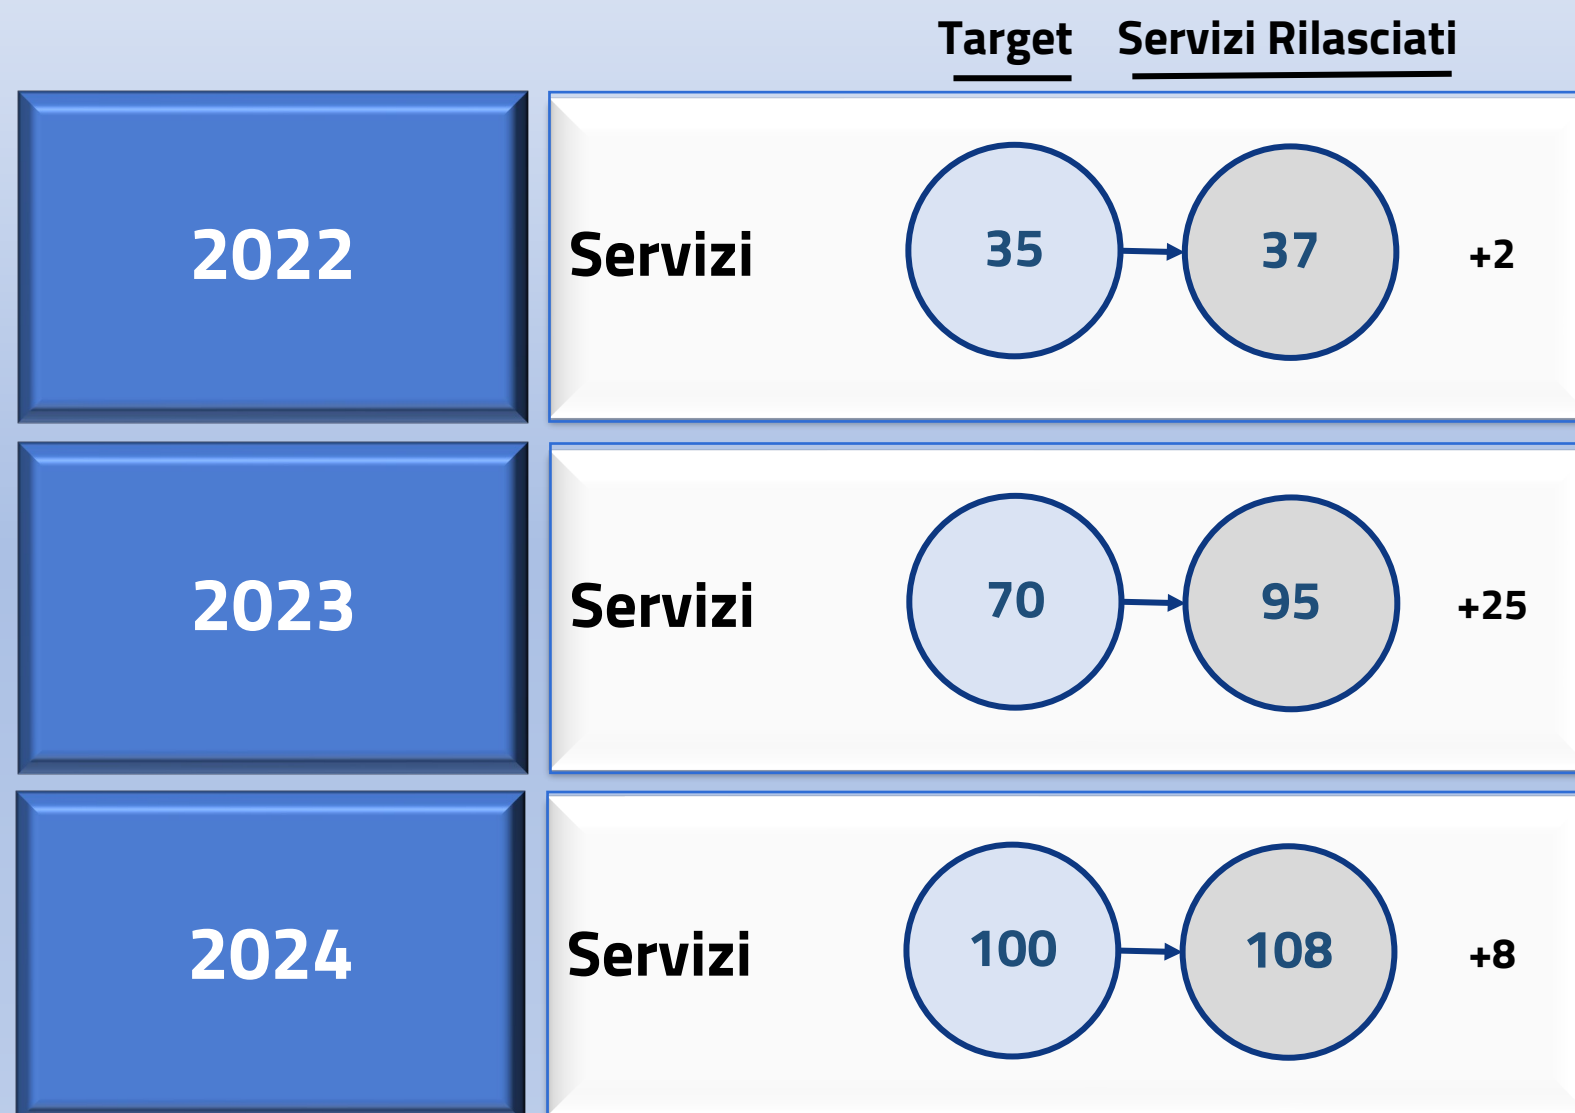 Target Servizi Rilasciati
2022 Servizi 35 37 +2
2023 Servizi 70 95 +25
2024 Servizi 100 108 +8